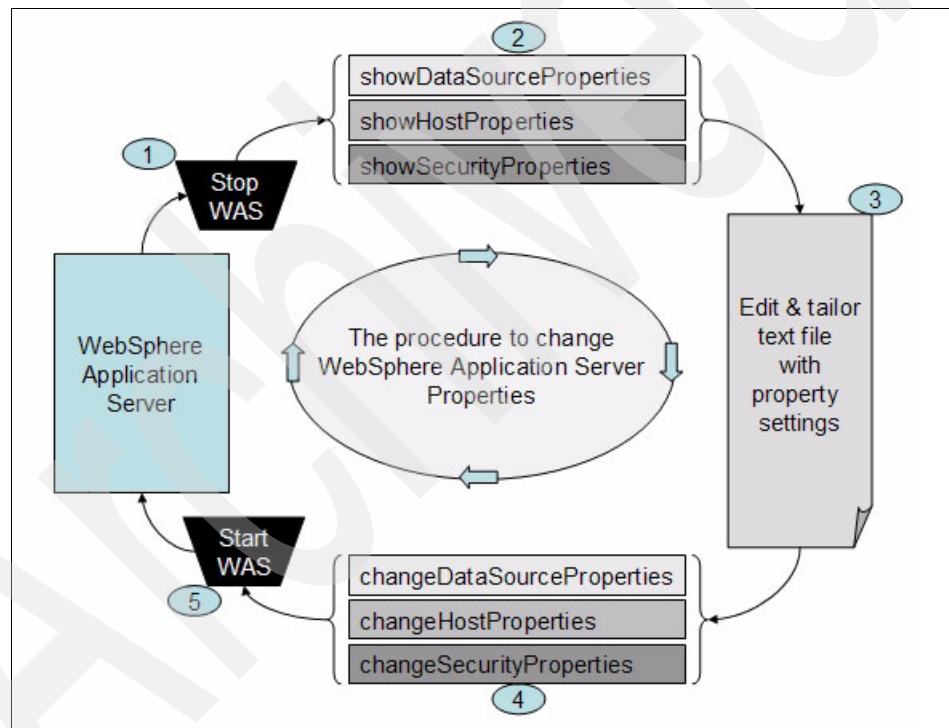 2
showDataSourceProperties
showHostProperties
showSecurityProperties
1
Stop
WAS
3
Edit & tailor
text file
with
property
settings
WebSphere
Application
Server
The procedure to change
WebSphere Application Server
Properties
Start
WAS
5
changeDataSourceProperties
changeHostProperties
changeSecurityProperties
4
Archived